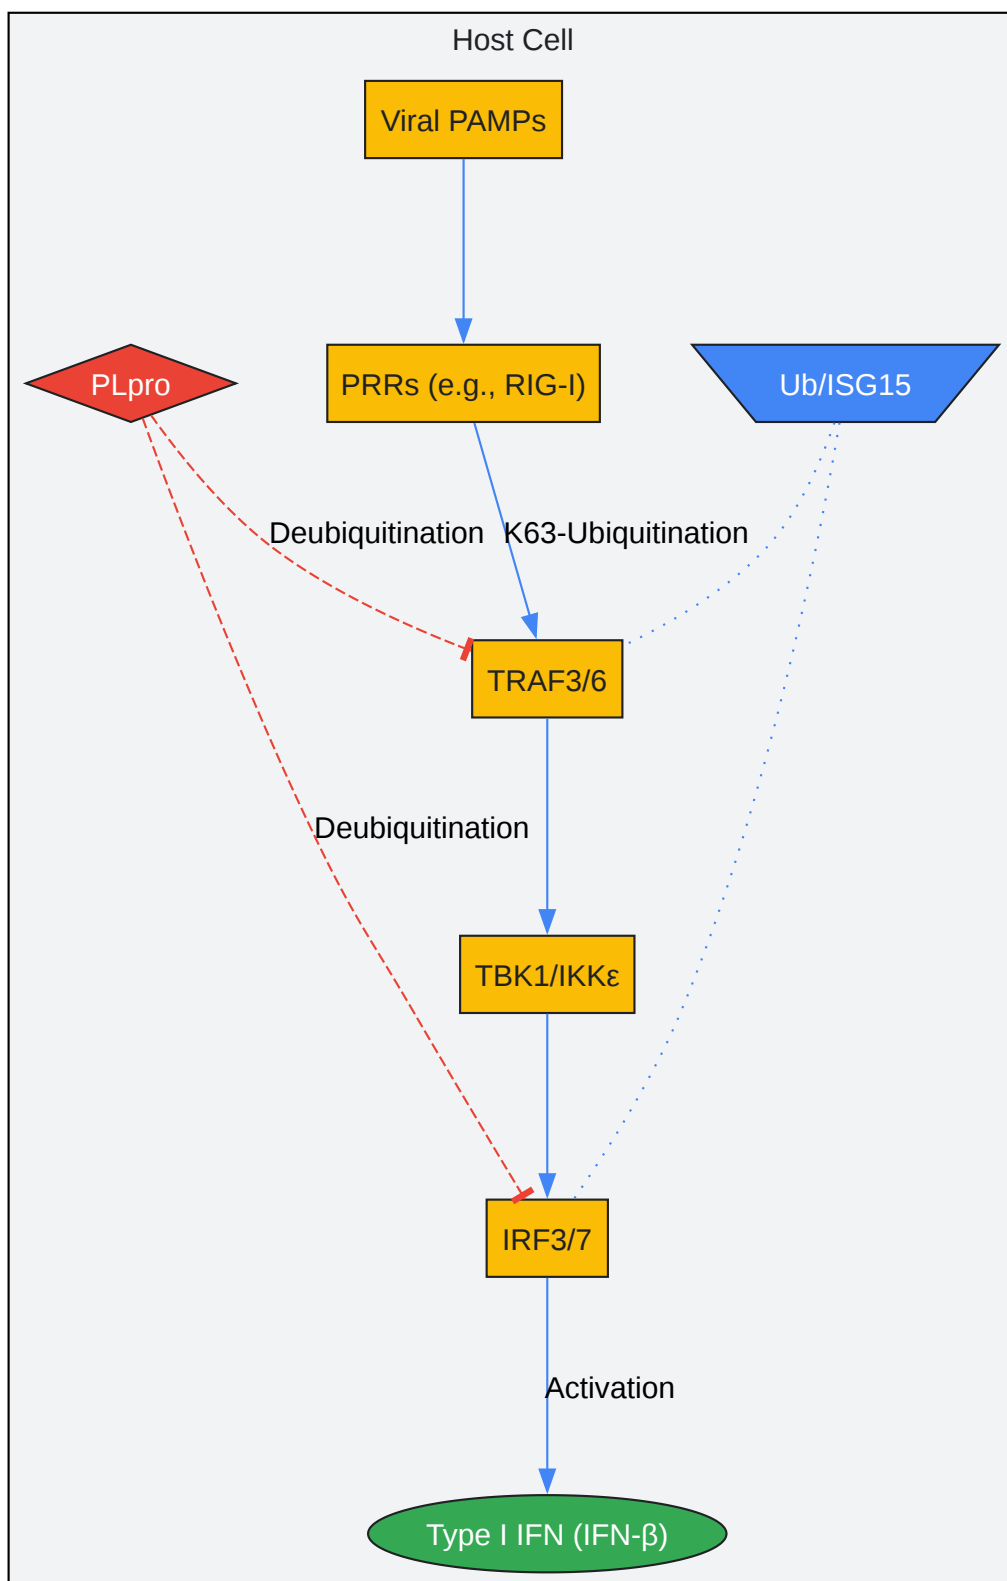 Host Cell
Viral PAMPs
PLpro
PRRs (e.g., RIG-I)
Ub/ISG15
Deubiquitination
K63-Ubiquitination
TRAF3/6
Deubiquitination
TBK1/IKKε
IRF3/7
Activation
Type I IFN (IFN-β)